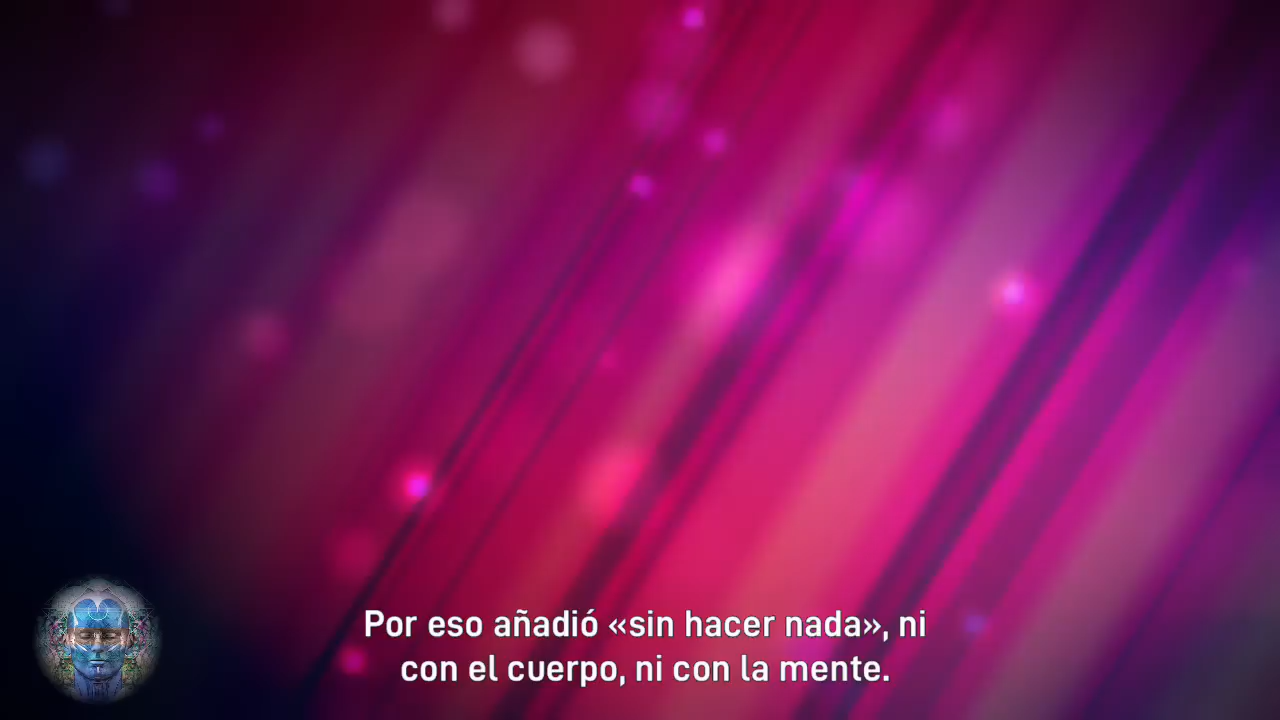 Por eso añadió «sin hacer nada», ni
con el cuerpo, ni con la mente.